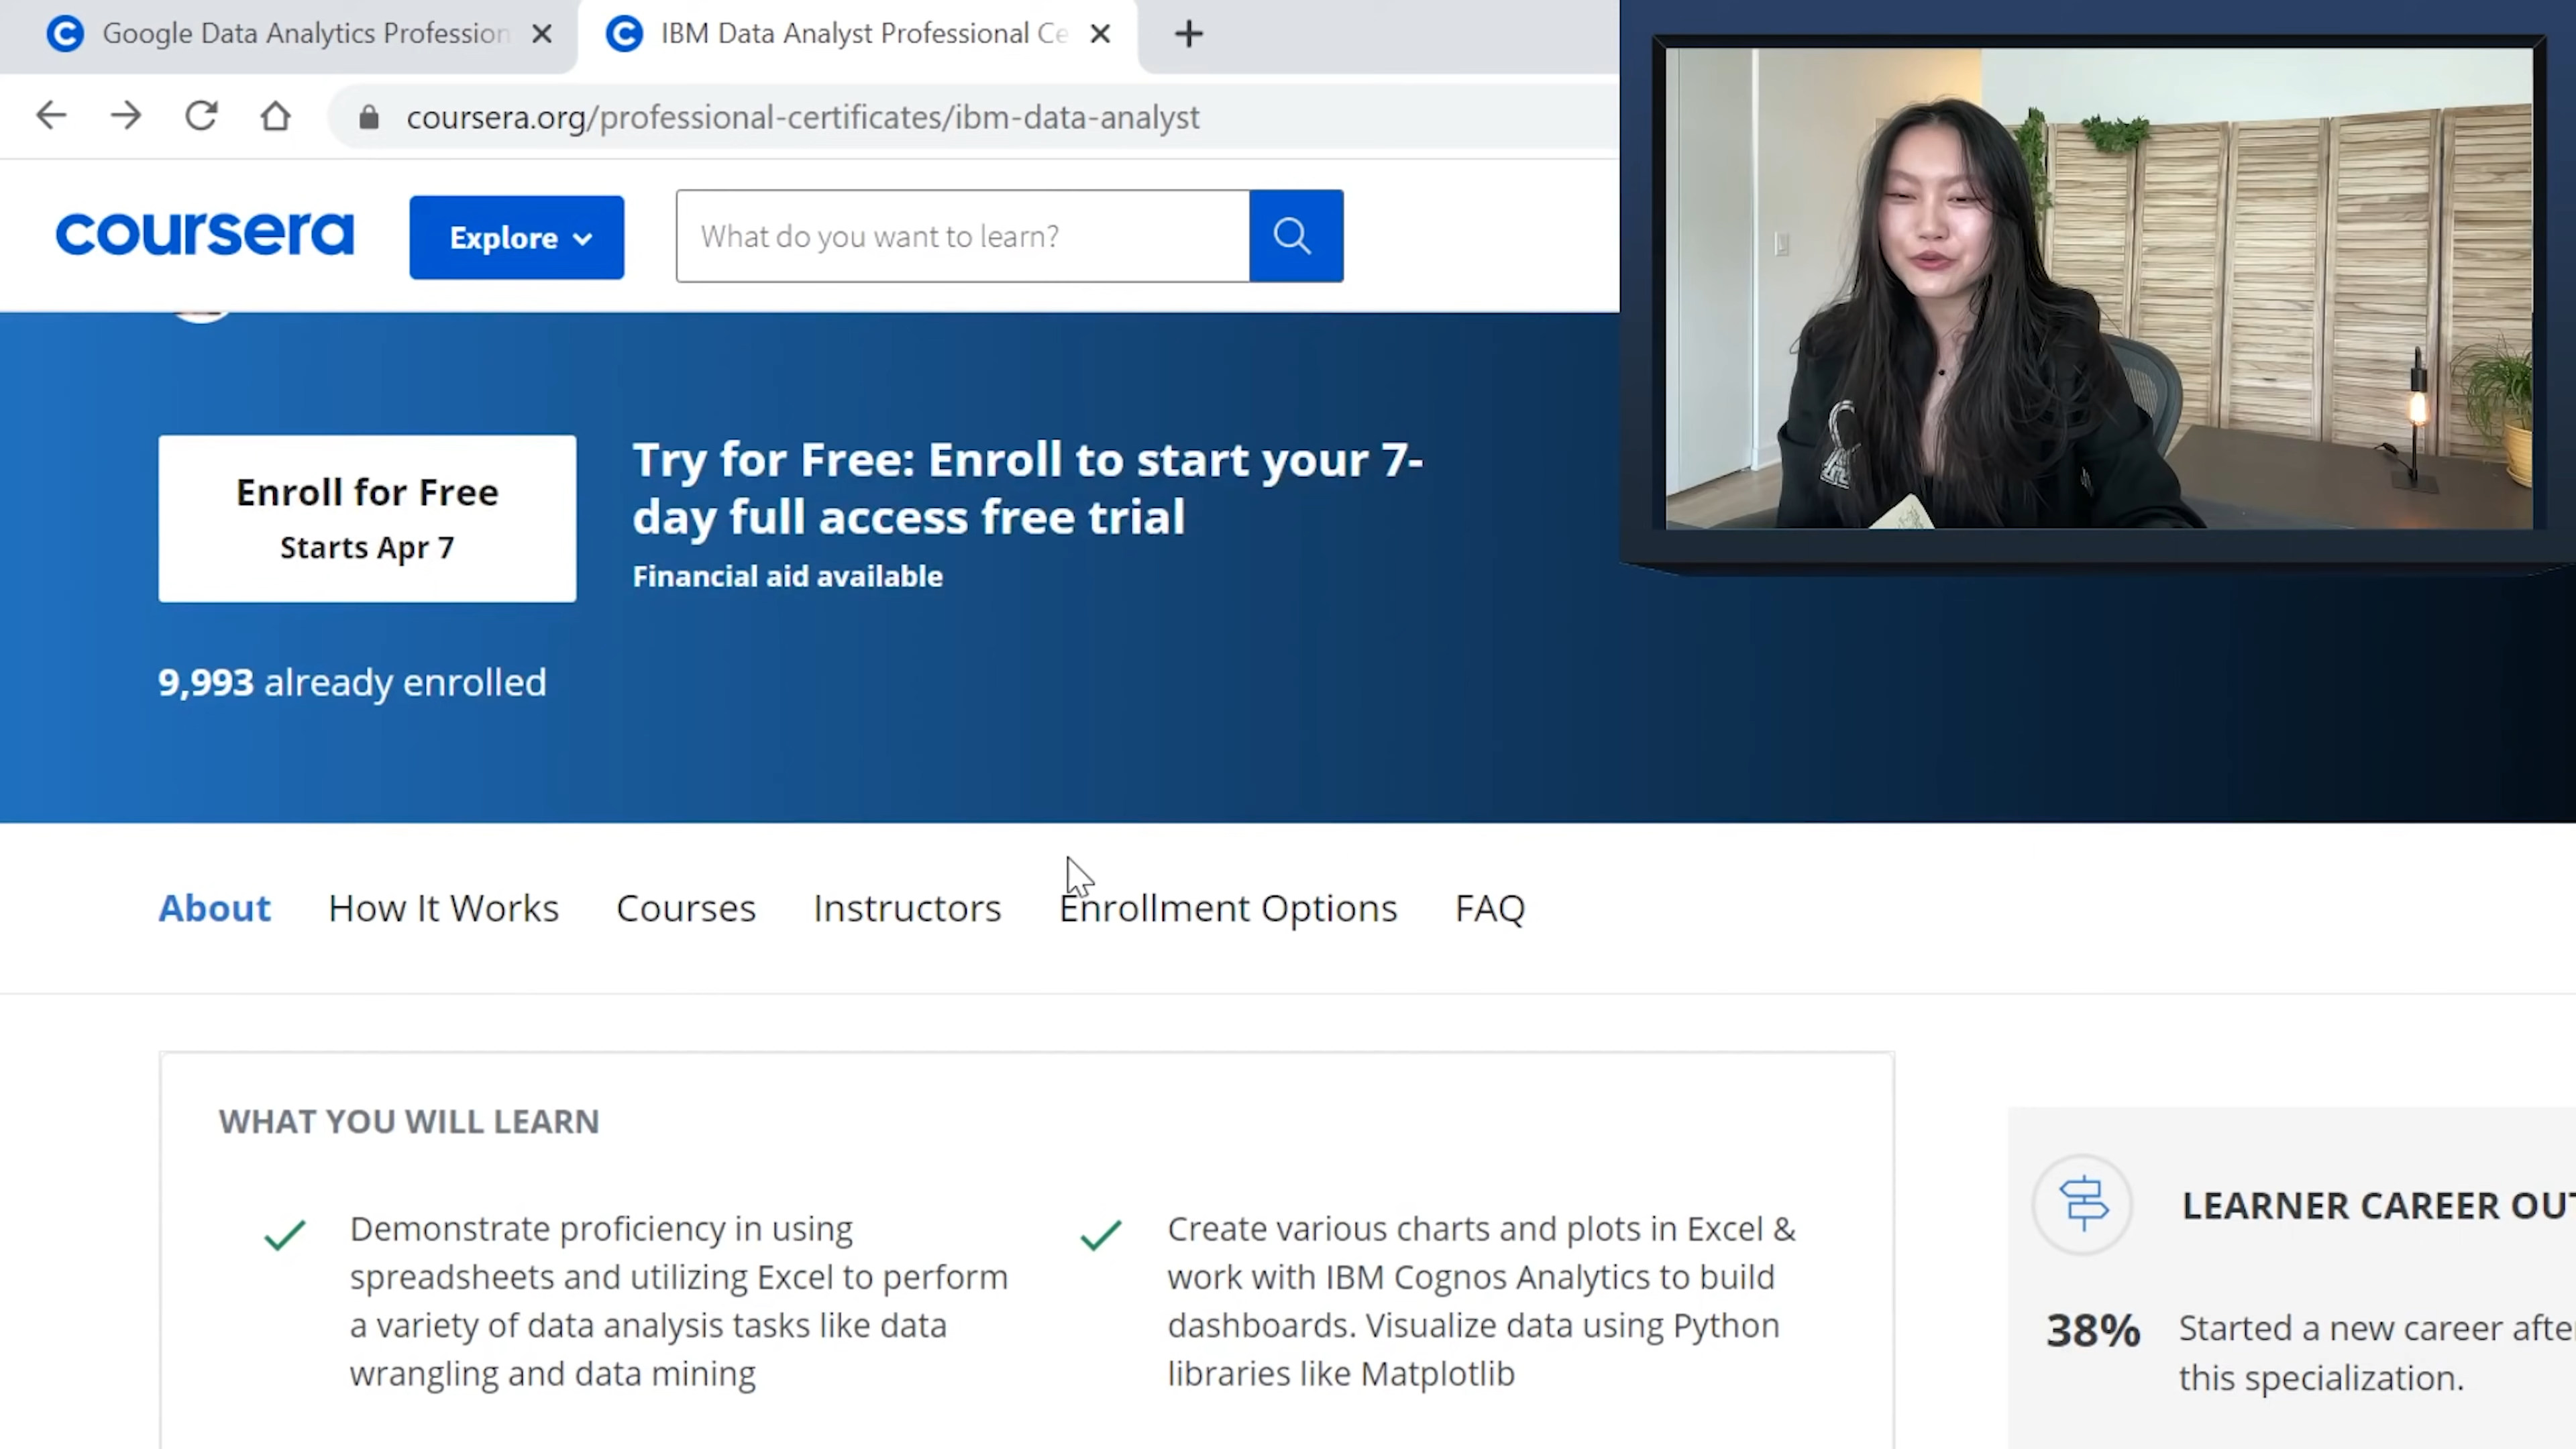 Google Data Analytics Profession
IBM Data Analyst Professional Ce
coursera.org/professional-certificates/ibm-data-analyst
coursera
Explore
What do you want to learn?
Enroll for Free
Starts Apr 7
Try for Free: Enroll to start your 7-
day full access free trial
Financial aid available
9,993 already enrolled
About How It Works Courses Instructors Enrollment Options FAQ
WHAT YOU WILL LEARN
Demonstrate proficiency in using
spreadsheets and utilizing Excel to perform
a variety of data analysis tasks like data
wrangling and data mining
Create various charts and plots in Excel &
work with IBM Cognos Analytics to build
dashboards. Visualize data using Python
libraries like Matplotlib
LEARNER CAREER OUT
38% Started a new career afte
this specialization.